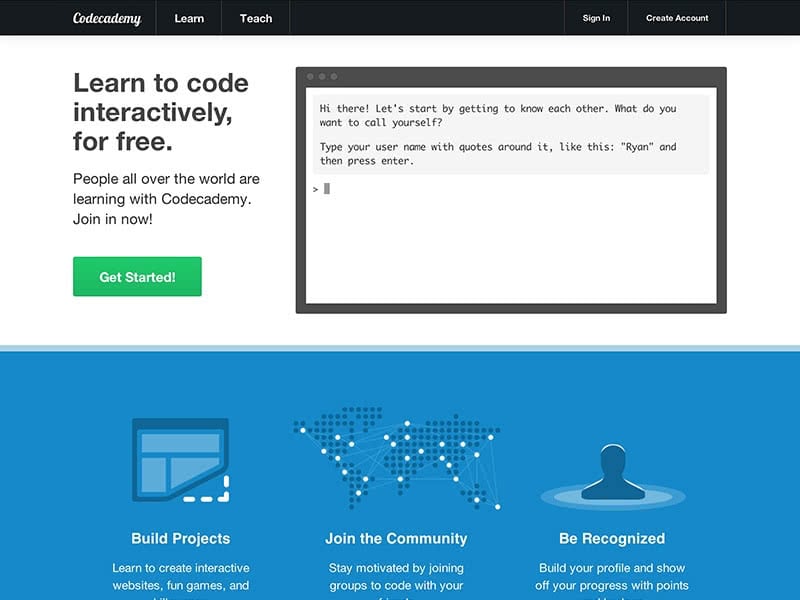 Codecademy
Learn
Teach
Sign In
Create Account
Learn to code
interactively,
for free.
People all over the world are
learning with Codecademy.
Join in now!
Get Started!
Hi there! Let's start by getting to know each other. What do you
want to call yourself?
Type your user name with quotes around it, like this: "Ryan" and
then press enter.
>
Build Projects
Learn to create interactive
websites, fun games, and
Join the Community
Stay motivated by joining
groups to code with your
Be Recognized
Build your profile and show
off your progress with points